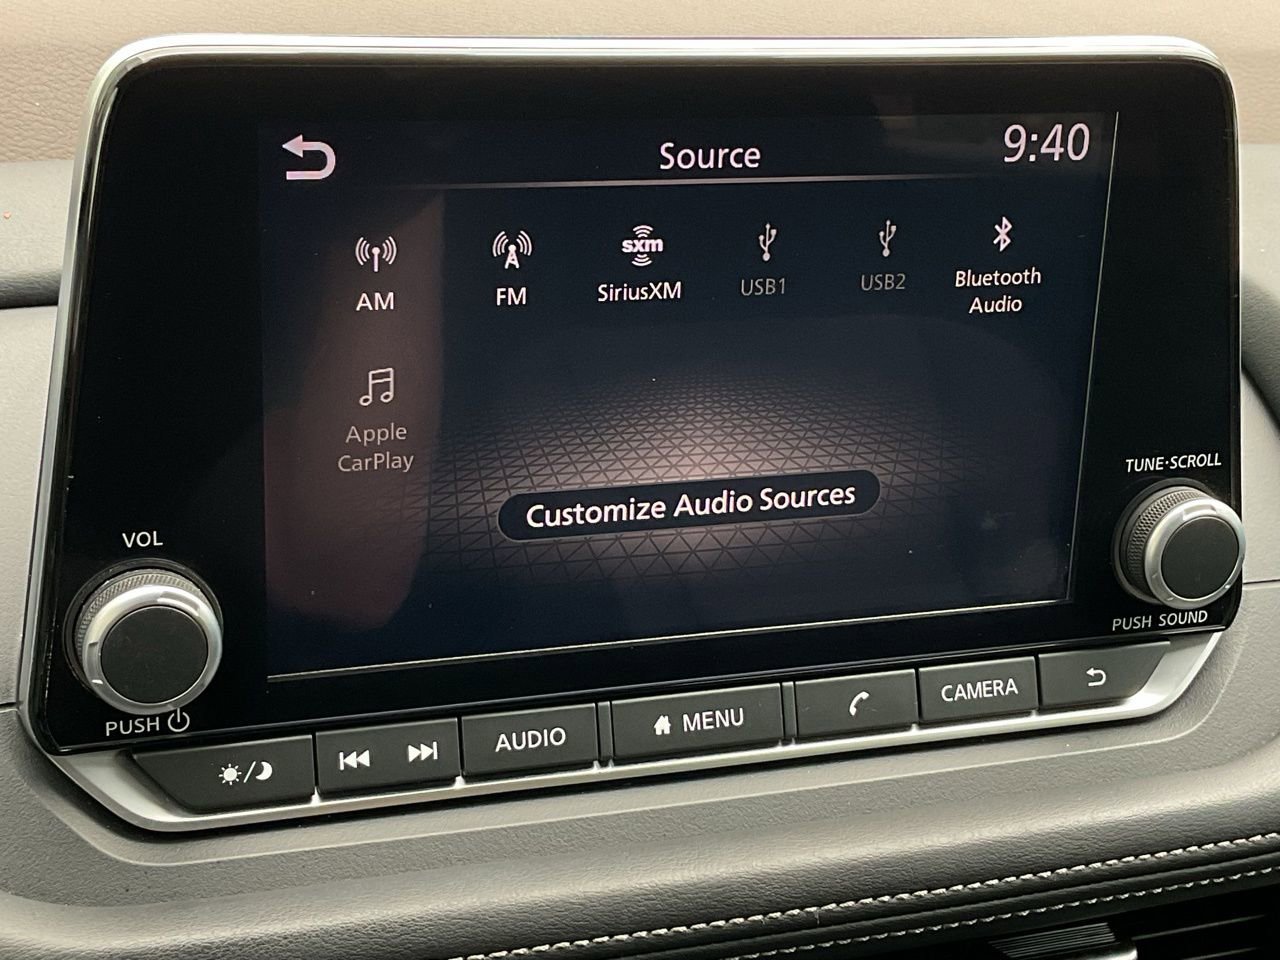 Source
9:40
AM
FM
sxm
SiriusXM
USB1
USB2
Bluetooth
Audio
Apple
CarPlay
Customize Audio Sources
TUNE·SCROLL
VOL
PUSH SOUND
PUSH
AUDIO
MENU
CAMERA